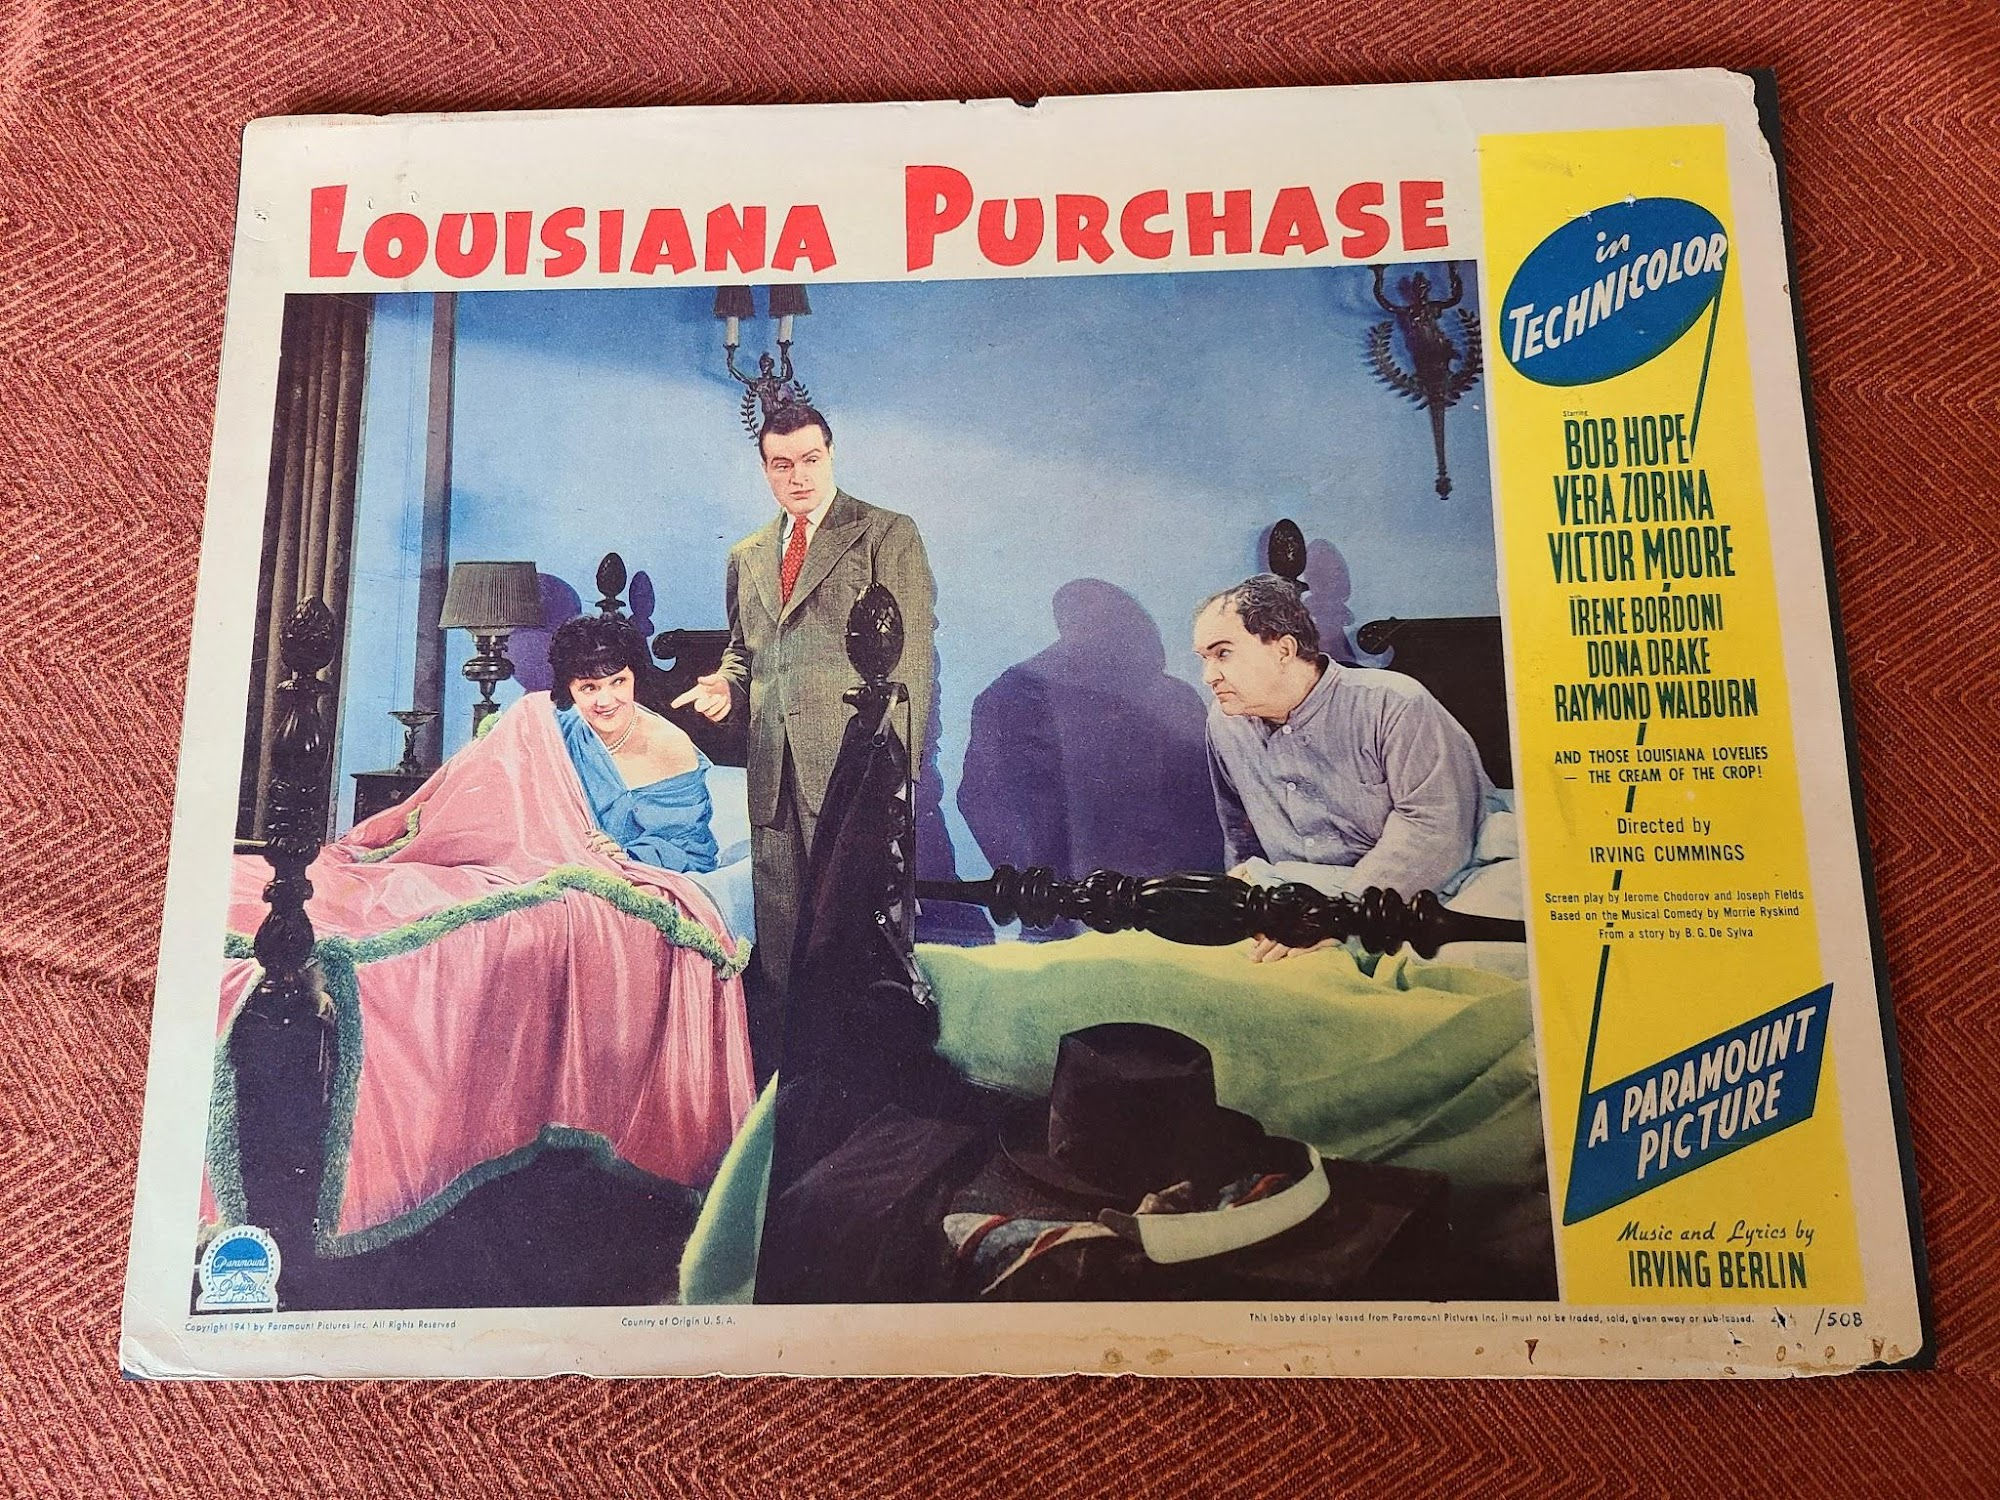 LOUISIANA PURCHASE
in
TECHNICOLOR
Starring
BOB HOPE
VERA ZORINA
VICTOR MOORE
with
IRENE BORDONI
DONA DRAKE
RAYMOND WALBURN
AND THOSE LOUISIANA LOVELIES
— THE CREAM OF THE CROP!
Directed by
IRVING CUMMINGS
Screen play by Jerome Chodorov and Joseph Fields
Based on the Musical Comedy by Morrie Ryskind
From a story by B. G. De Sylva
A PARAMOUNT
PICTURE
Music and Lyrics by
IRVING BERLIN
Paramount
Pictures
Copyright 1941 by Paramount Pictures Inc. All Rights Reserved
Country of Origin U. S. A.
This lobby display leased from Paramount Pictures Inc, it must not be traded, sold, given away or sub-leased.
/508